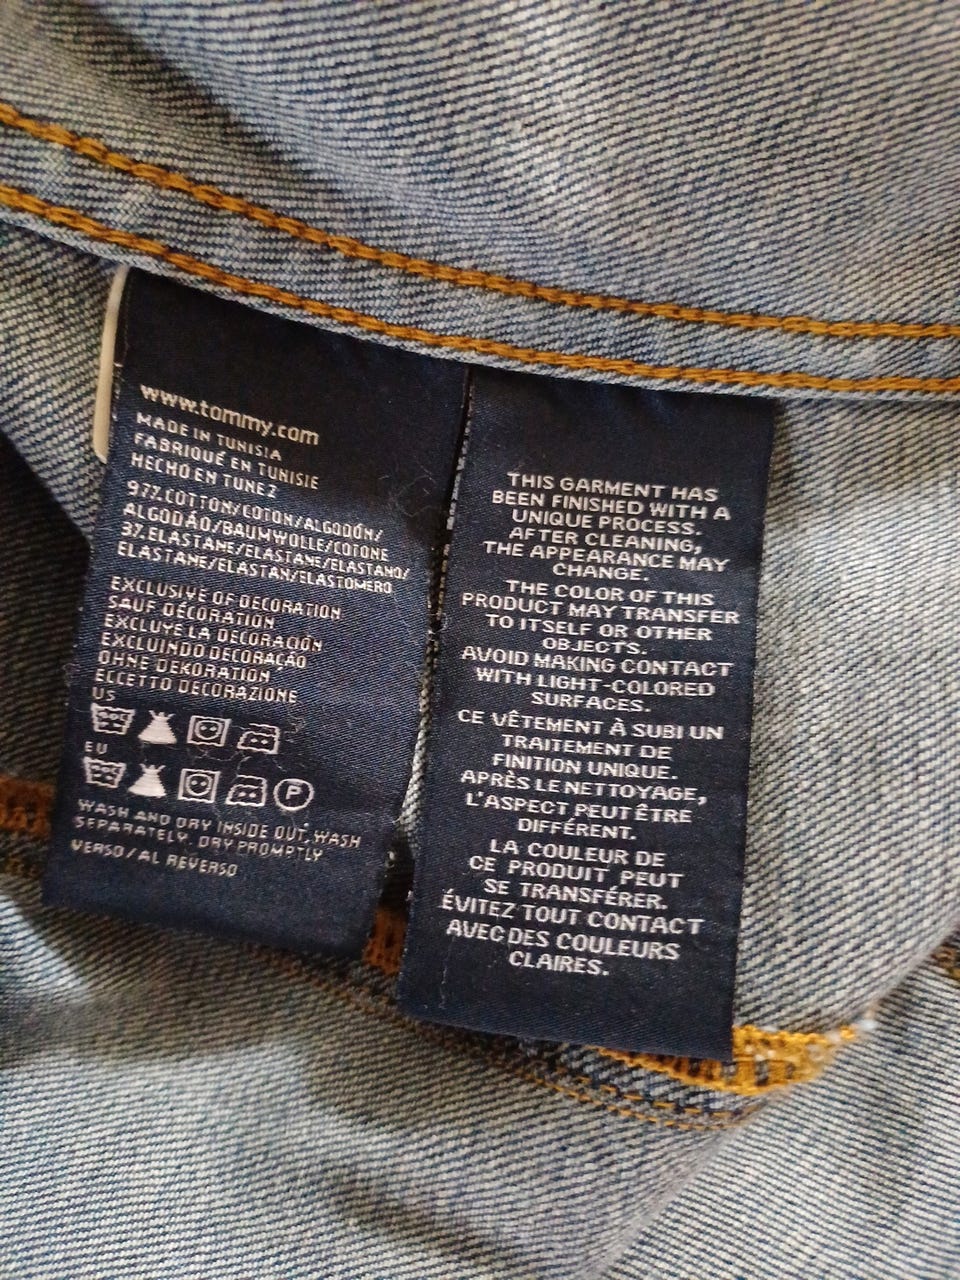 www.tommy.com
MADE IN TUNISIA
FABRIQUÉ EN TUNISIE
HECHO EN TUNEZ
97% COTTON/COTON/ALGODÓN/
ALGODÃO/BAUMWOLLE/COTONE
3% ELASTANE/ELASTANE/ELASTANO/
ELASTANE/ELASTAN/ELASTOMERO
EXCLUSIVE OF DECORATION
SAUF DÉCORATION
EXCLUYE LA DECORACIÓN
EXCLUINDO DECORAÇÃO
OHNE DEKORATION
ECCETTO DECORAZIONE
US
EU
P
WASH AND DRY INSIDE OUT. WASH
SEPARATELY. DRY PROMPTLY
VERSO/AL REVERSO
THIS GARMENT HAS
BEEN FINISHED WITH A
UNIQUE PROCESS.
AFTER CLEANING,
THE APPEARANCE MAY
CHANGE.
THE COLOR OF THIS
PRODUCT MAY TRANSFER
TO ITSELF OR OTHER
OBJECTS.
AVOID MAKING CONTACT
WITH LIGHT-COLORED
SURFACES.
CE VÊTEMENT À SUBI UN
TRAITEMENT DE
FINITION UNIQUE.
APRÈS LE NETTOYAGE,
L'ASPECT PEUT ÊTRE
DIFFÉRENT.
LA COULEUR DE
CE PRODUIT PEUT
SE TRANSFÉRER.
ÉVITEZ TOUT CONTACT
AVEC DES COULEURS
CLAIRES.